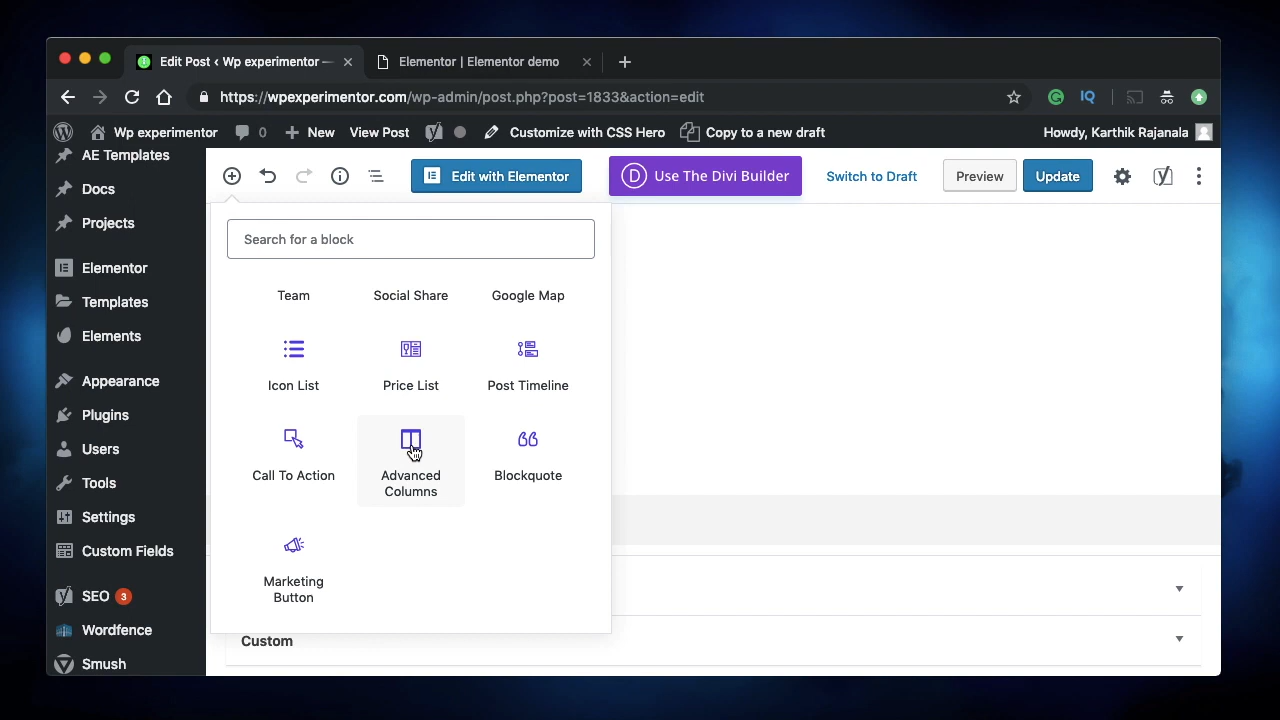 Edit Post ‹ Wp experimentor —
Elementor | Elementor demo
https://wpexperimentor.com/wp-admin/post.php?post=1833&action=edit
IQ
Wp experimentor
0
New
View Post
Customize with CSS Hero
Copy to a new draft
Howdy, Karthik Rajanala
AE Templates
Docs
Projects
Elementor
Templates
Elements
Appearance
Plugins
Users
Tools
Settings
Custom Fields
SEO 3
Wordfence
Smush
Edit with Elementor
D Use The Divi Builder
Switch to Draft
Preview
Update
Search for a block
Team
Social Share
Google Map
Icon List
Price List
Post Timeline
Call To Action
Advanced
Columns
Blockquote
Marketing
Button
Custom